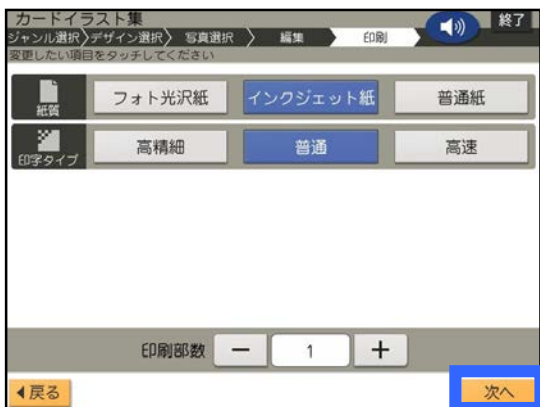 カードイラスト集
終了
ジャンル選択〉デザイン選択〉 写真選択 〉 編集 印刷
変更したい項目をタッチしてください
紙質 フォト光沢紙 インクジェット紙 普通紙
印字タイプ 高精細 普通 高速
印刷部数 － 1 ＋
戻る 次へ